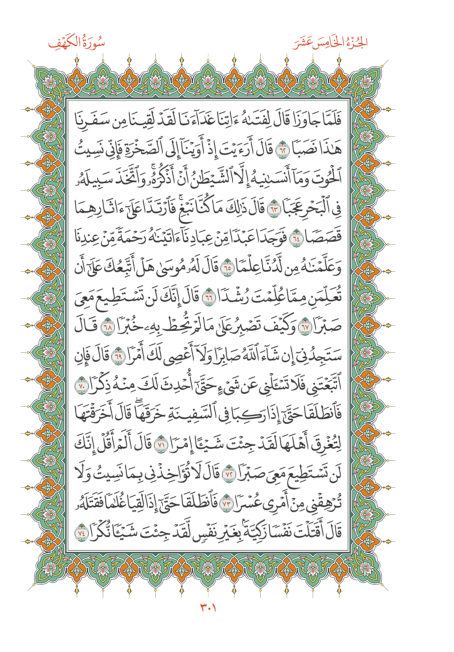 الجُزْءُ الخَامِسَ عَشَرَ
سُورَةُ الكَهْفِ
فَلَمَّا جَاوَزَا قَالَ لِفَتَىٰهُ ءَاتِنَا غَدَآءَنَا لَقَدْ لَقِينَا مِن سَفَرِنَا
هَٰذَا نَصَبٗا ٦٢ قَالَ أَرَءَيْتَ إِذْ أَوَيْنَآ إِلَى ٱلصَّخْرَةِ فَإِنِّي نَسِيتُ
ٱلْحُوتَ وَمَآ أَنسَىٰنِيهُ إِلَّا ٱلشَّيْطَٰنُ أَنْ أَذْكُرَهُۥۚ وَٱتَّخَذَ سَبِيلَهُۥ
فِي ٱلْبَحْرِ عَجَبٗا ٦٣ قَالَ ذَٰلِكَ مَا كُنَّا نَبْغِۚ فَٱرْتَدَّا عَلَىٰٓ ءَاثَارِهِمَا
قَصَصٗا ٦٤ فَوَجَدَا عَبْدٗا مِّنْ عِبَادِنَآ ءَاتَيْنَٰهُ رَحْمَةٗ مِّنْ عِندِنَا
وَعَلَّمْنَٰهُ مِن لَّدُنَّا عِلْمٗا ٦٥ قَالَ لَهُۥ مُوسَىٰ هَلْ أَتَّبِعُكَ عَلَىٰٓ أَن
تُعَلِّمَنِ مِمَّا عُلِّمْتَ رُشْدٗا ٦٦ قَالَ إِنَّكَ لَن تَسْتَطِيعَ مَعِيَ
صَبْرٗا ٦٧ وَكَيْفَ تَصْبِرُ عَلَىٰ مَا لَمْ تُحِطْ بِهِۦ خُبْرٗا ٦٨ قَالَ
سَتَجِدُنِيٓ إِن شَآءَ ٱللَّهُ صَابِرٗا وَلَآ أَعْصِي لَكَ أَمْرٗا ٦٩ قَالَ فَإِنِ
ٱتَّبَعْتَنِي فَلَا تَسْـَٔلْنِي عَن شَيْءٍ حَتَّىٰٓ أُحْدِثَ لَكَ مِنْهُ ذِكْرٗا ٧٠
فَٱنطَلَقَا حَتَّىٰٓ إِذَا رَكِبَا فِي ٱلسَّفِينَةِ خَرَقَهَاۖ قَالَ أَخَرَقْتَهَا
لِتُغْرِقَ أَهْلَهَا لَقَدْ جِئْتَ شَيْـًٔا إِمْرٗا ٧١ قَالَ أَلَمْ أَقُلْ إِنَّكَ
لَن تَسْتَطِيعَ مَعِيَ صَبْرٗا ٧٢ قَالَ لَا تُؤَاخِذْنِي بِمَا نَسِيتُ وَلَا
تُرْهِقْنِي مِنْ أَمْرِي عُسْرٗا ٧٣ فَٱنطَلَقَا حَتَّىٰٓ إِذَا لَقِيَا غُلَٰمٗا فَقَتَلَهُۥ
قَالَ أَقَتَلْتَ نَفْسٗا زَكِيَّةَۢ بِغَيْرِ نَفْسٖ لَّقَدْ جِئْتَ شَيْـٔٗا نُّكْرٗا ٧٤
٣٠١